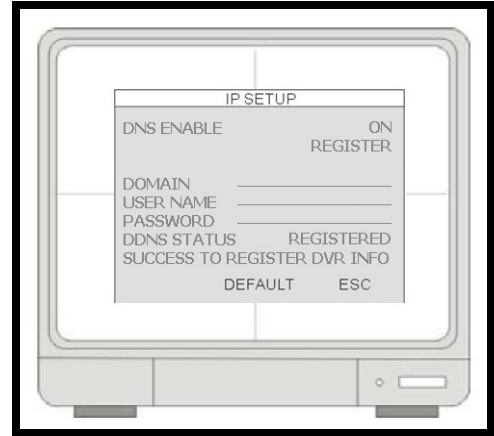 IP SETUP
DNS ENABLE ON
REGISTER
DOMAIN
USER NAME
PASSWORD
DDNS STATUS REGISTERED
SUCCESS TO REGISTER DVR INFO
DEFAULT ESC